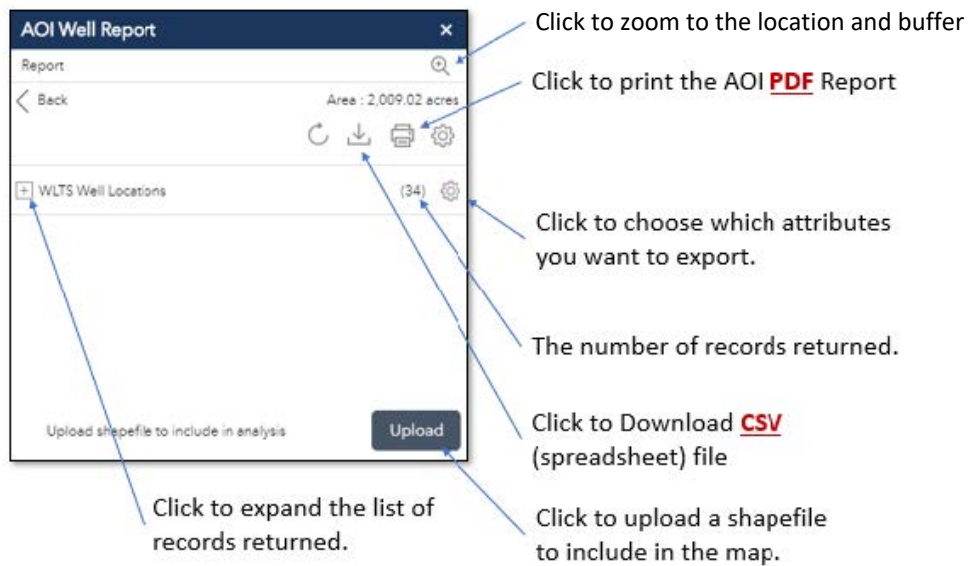 AOI Well Report
Click to zoom to the location and buffer
Report
Back
Area : 2,009.02 acres
Click to print the AOI PDF Report
WLTS Well Locations
(34)
Click to choose which attributes
you want to export.
The number of records returned.
Upload shapefile to include in analysis
Upload
Click to Download CSV
(spreadsheet) file
Click to expand the list of
records returned.
Click to upload a shapefile
to include in the map.